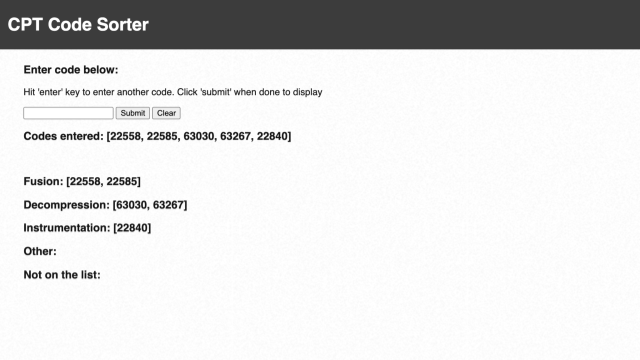 CPT Code Sorter
Enter code below:
Hit 'enter' key to enter another code. Click 'submit' when done to display
Submit Clear
Codes entered: [22558, 22585, 63030, 63267, 22840]
Fusion: [22558, 22585]
Decompression: [63030, 63267]
Instrumentation: [22840]
Other:
Not on the list: